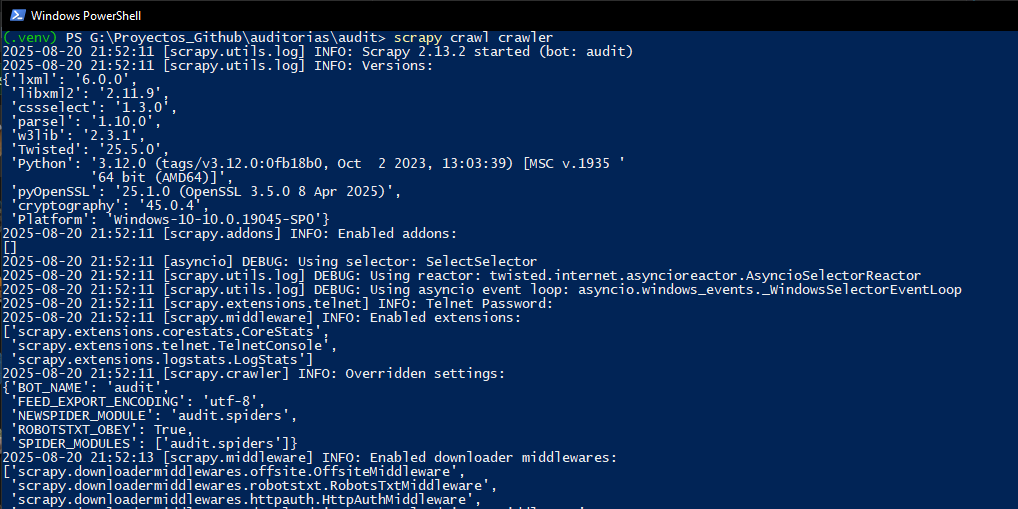 Windows PowerShell
(.venv) PS G:\Proyectos_Github\auditorias\audit> scrapy crawl crawler
2025-08-20 21:52:11 [scrapy.utils.log] INFO: Scrapy 2.13.2 started (bot: audit)
2025-08-20 21:52:11 [scrapy.utils.log] INFO: Versions:
{'lxml': '6.0.0',
 'libxml2': '2.11.9',
 'cssselect': '1.3.0',
 'parsel': '1.10.0',
 'w3lib': '2.3.1',
 'Twisted': '25.5.0',
 'Python': '3.12.0 (tags/v3.12.0:0fb18b0, Oct  2 2023, 13:03:39) [MSC v.1935 '
           '64 bit (AMD64)]',
 'pyOpenSSL': '25.1.0 (OpenSSL 3.5.0 8 Apr 2025)',
 'cryptography': '45.0.4',
 'Platform': 'Windows-10-10.0.19045-SP0'}
2025-08-20 21:52:11 [scrapy.addons] INFO: Enabled addons:
[]
2025-08-20 21:52:11 [asyncio] DEBUG: Using selector: SelectSelector
2025-08-20 21:52:11 [scrapy.utils.log] DEBUG: Using reactor: twisted.internet.asyncioreactor.AsyncioSelectorReactor
2025-08-20 21:52:11 [scrapy.utils.log] DEBUG: Using asyncio event loop: asyncio.windows_events._WindowsSelectorEventLoop
2025-08-20 21:52:11 [scrapy.extensions.telnet] INFO: Telnet Password:
2025-08-20 21:52:11 [scrapy.middleware] INFO: Enabled extensions:
['scrapy.extensions.corestats.CoreStats',
 'scrapy.extensions.telnet.TelnetConsole',
 'scrapy.extensions.logstats.LogStats']
2025-08-20 21:52:11 [scrapy.crawler] INFO: Overridden settings:
{'BOT_NAME': 'audit',
 'FEED_EXPORT_ENCODING': 'utf-8',
 'NEWSPIDER_MODULE': 'audit.spiders',
 'ROBOTSTXT_OBEY': True,
 'SPIDER_MODULES': ['audit.spiders']}
2025-08-20 21:52:13 [scrapy.middleware] INFO: Enabled downloader middlewares:
['scrapy.downloadermiddlewares.offsite.OffsiteMiddleware',
 'scrapy.downloadermiddlewares.robotstxt.RobotsTxtMiddleware',
 'scrapy.downloadermiddlewares.httpauth.HttpAuthMiddleware',